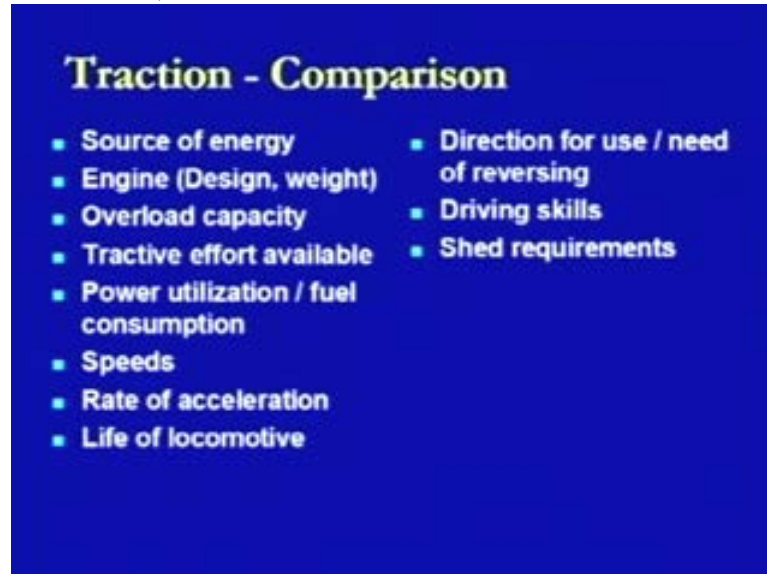 Traction - Comparison
Source of energy
Engine (Design, weight)
Overload capacity
Tractive effort available
Power utilization / fuel
consumption
Speeds
Rate of acceleration
Life of locomotive
Direction for use / need
of reversing
Driving skills
Shed requirements